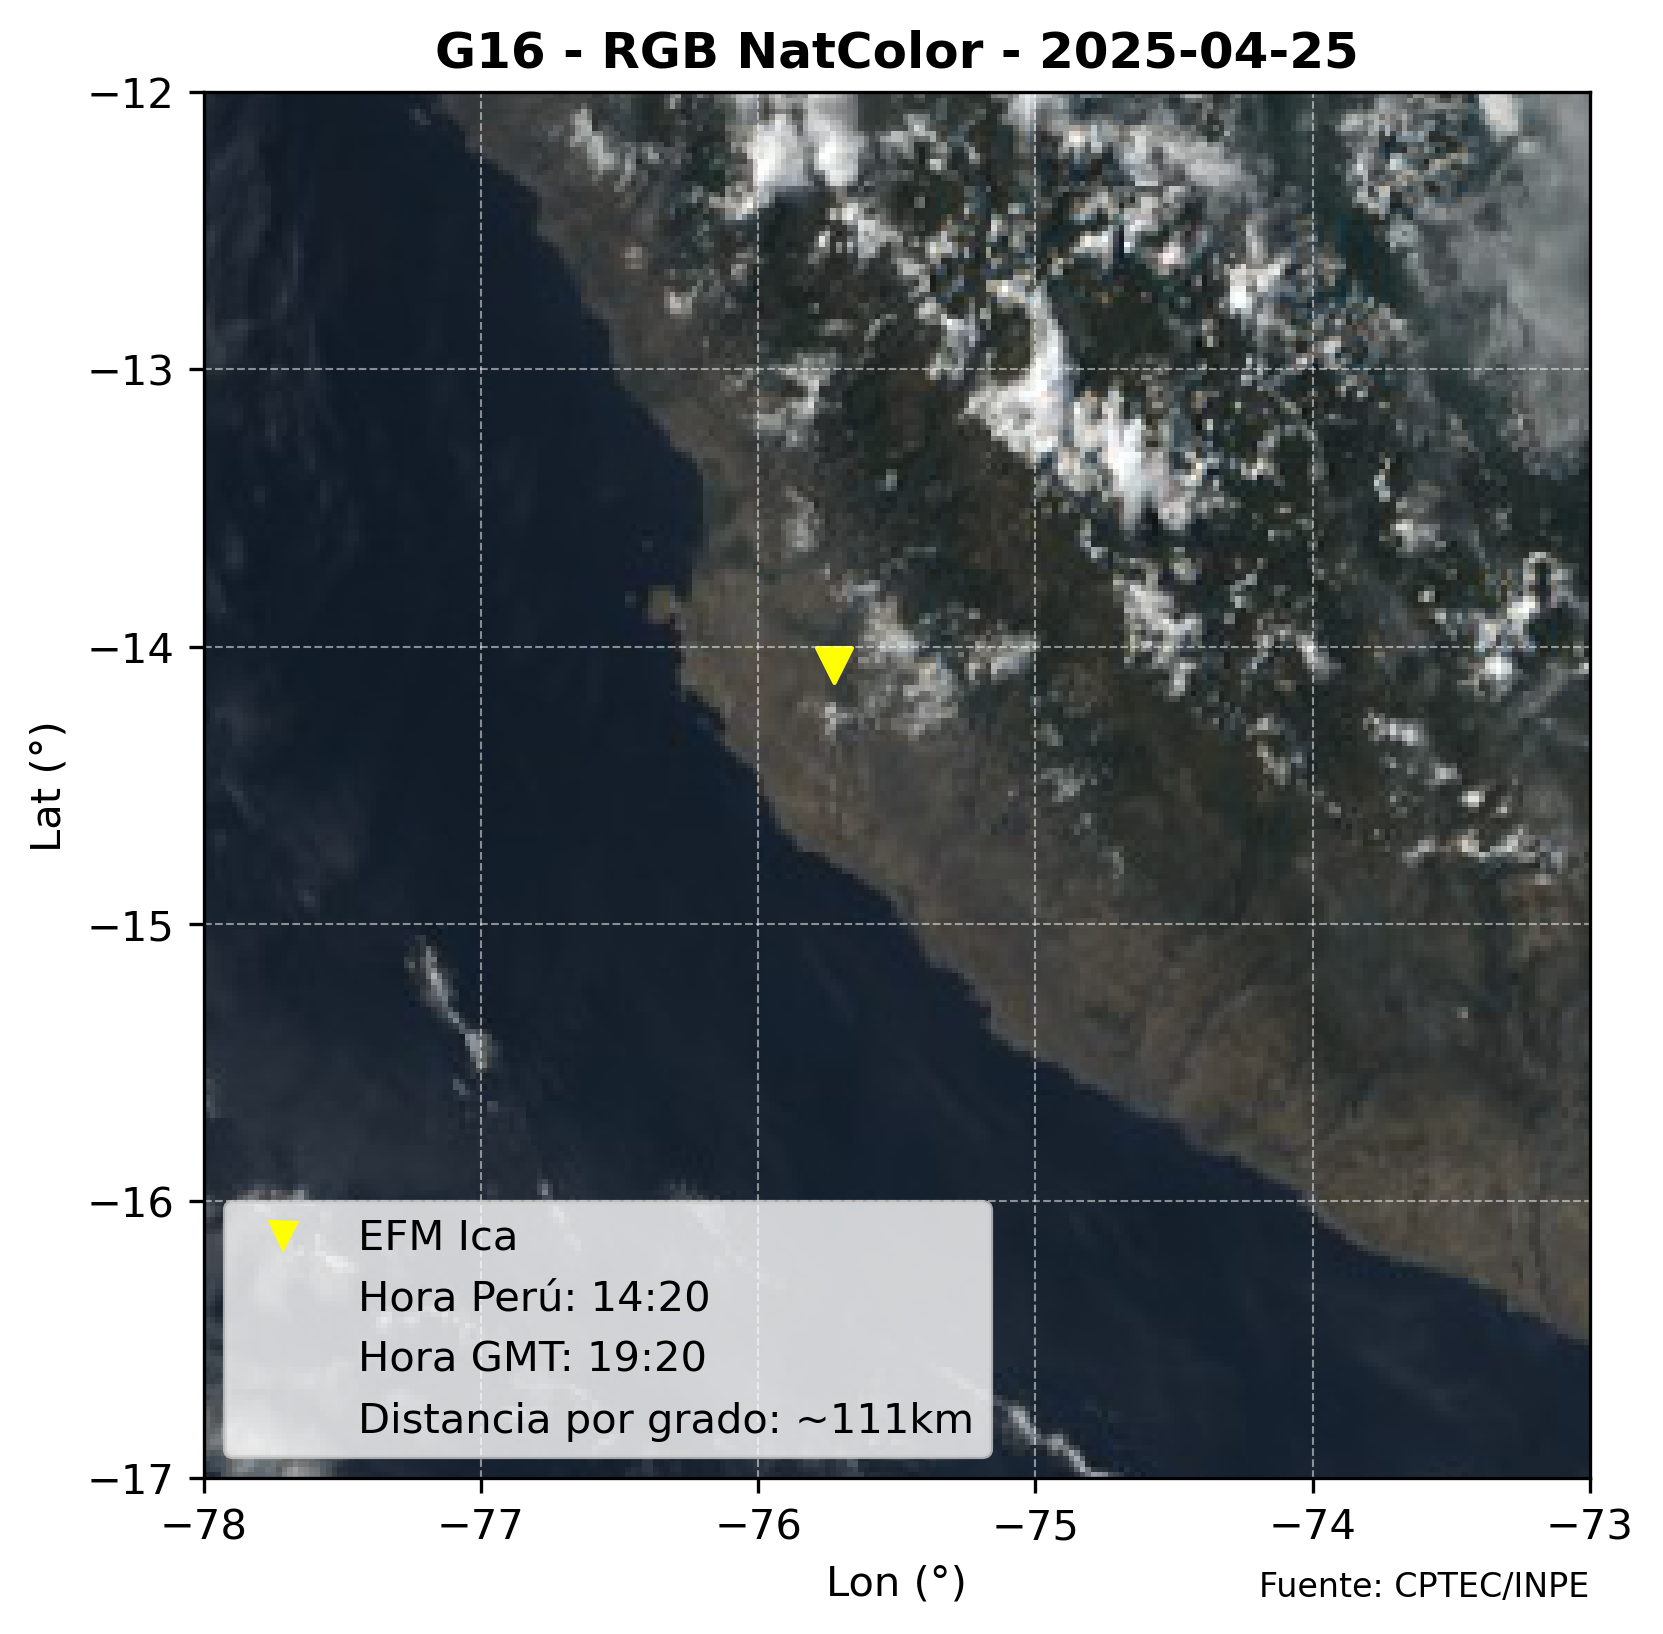 G16 - RGB NatColor - 2025-04-25
−12
−13
−14
−15
−16
−17
Lat (°)
EFM Ica
Hora Perú: 14:20
Hora GMT: 19:20
Distancia por grado: ~111km
−78
−77
−76
−75
−74
−73
Lon (°)
Fuente: CPTEC/INPE